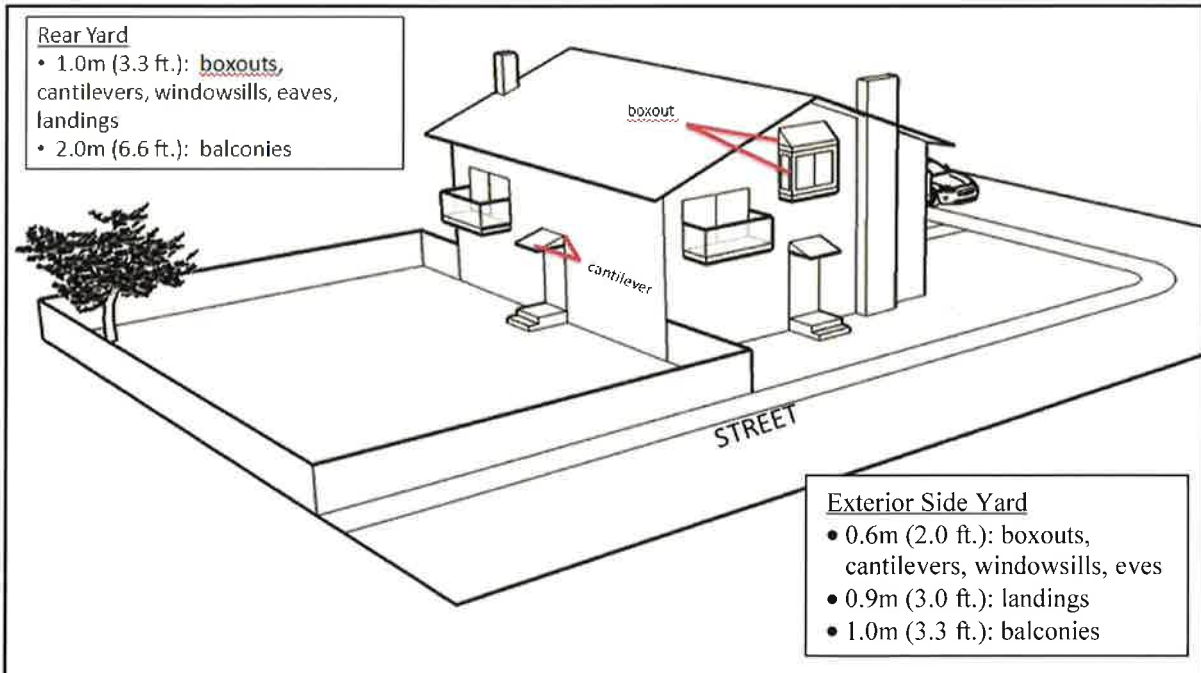 Rear Yard
• 1.0m (3.3 ft.): boxouts,
cantilevers, windowsills, eaves,
landings
• 2.0m (6.6 ft.): balconies
boxout
cantilever
STREET
Exterior Side Yard
• 0.6m (2.0 ft.): boxouts,
cantilevers, windowsills, eves
• 0.9m (3.0 ft.): landings
• 1.0m (3.3 ft.): balconies